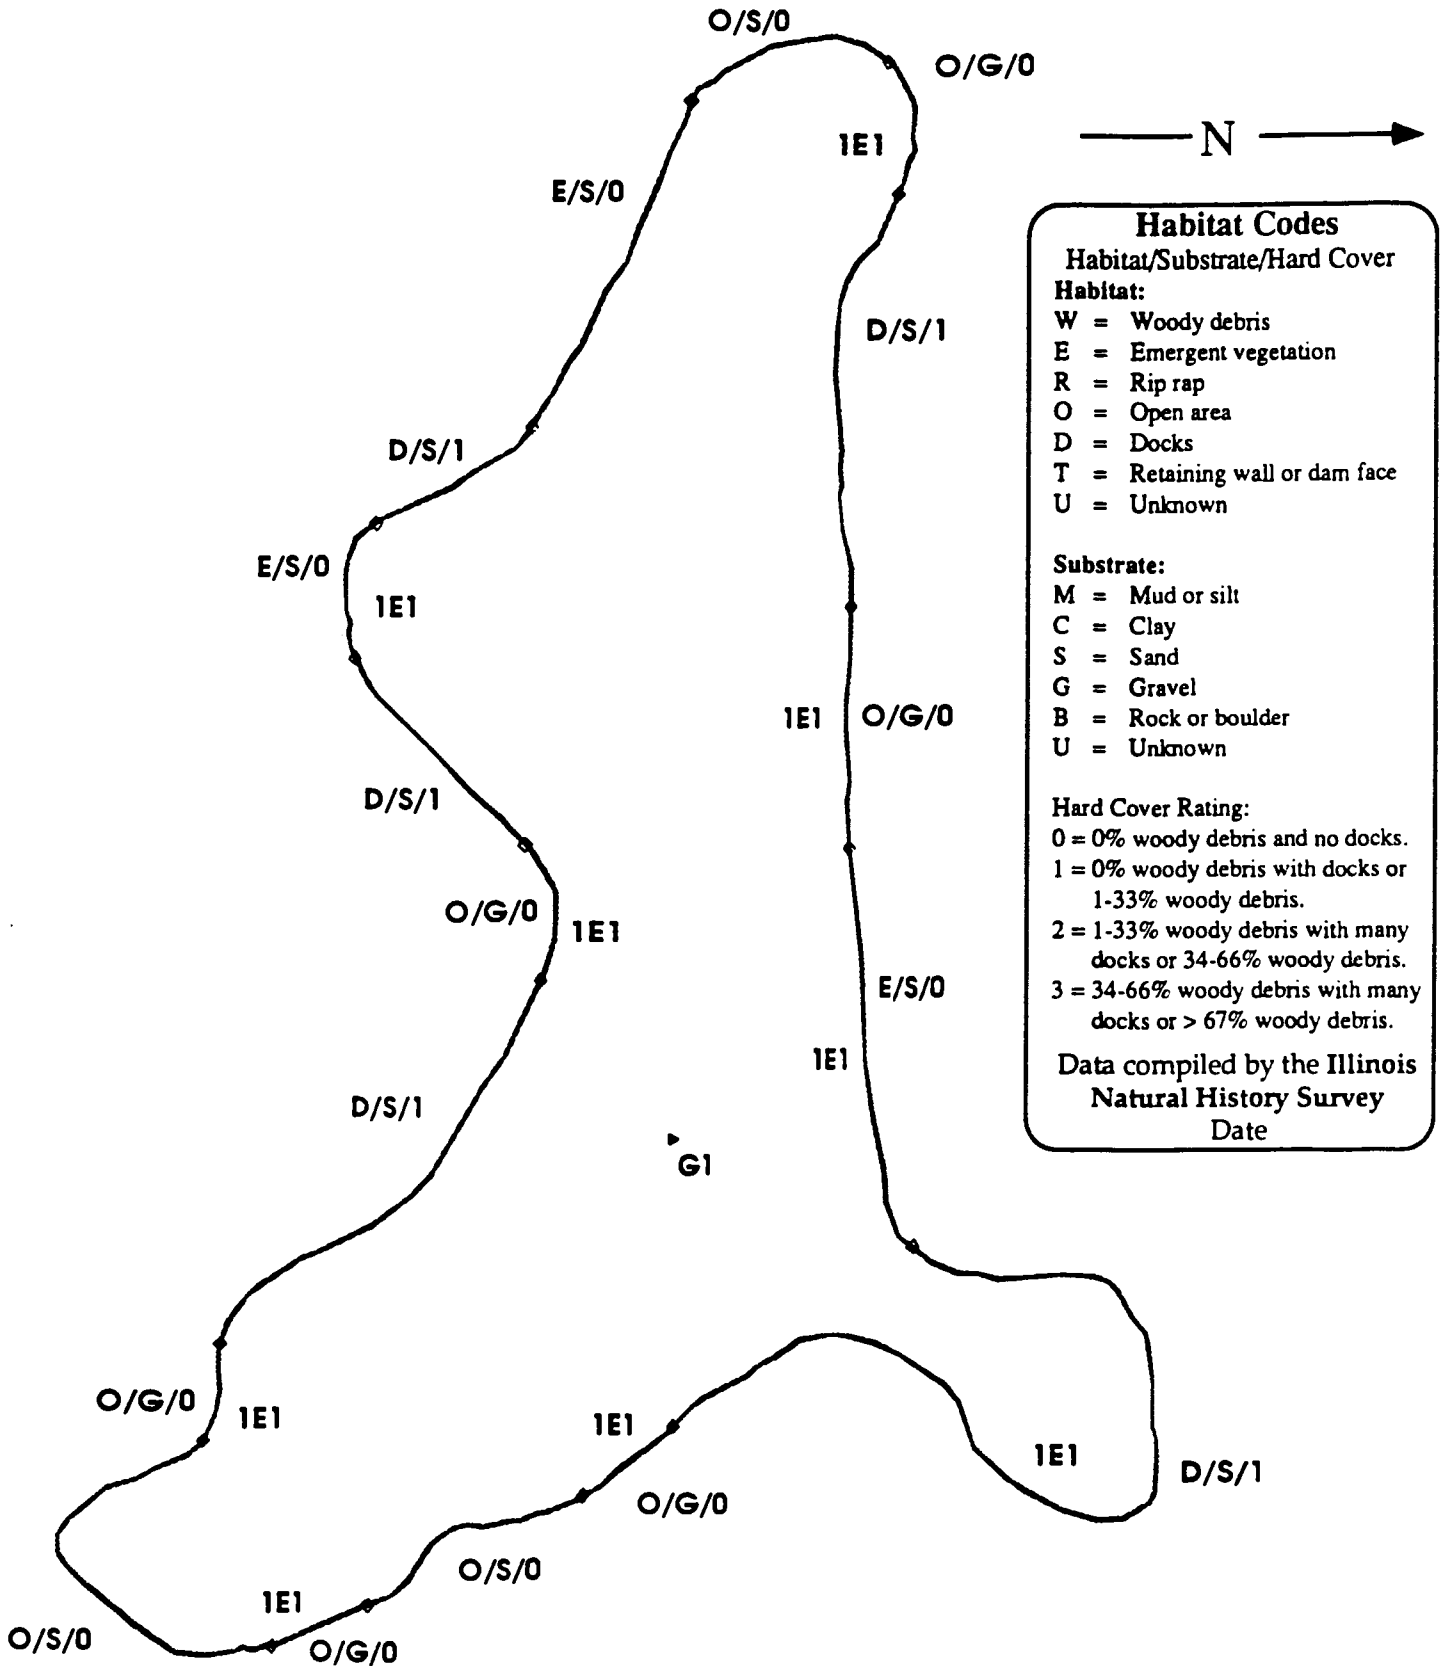 O/S/0
O/G/0
N
1E1
E/S/0
Habitat Codes
Habitat/Substrate/Hard Cover
Habitat:
W = Woody debris
E = Emergent vegetation
R = Rip rap
O = Open area
D = Docks
T = Retaining wall or dam face
U = Unknown
Substrate:
M = Mud or silt
C = Clay
S = Sand
G = Gravel
B = Rock or boulder
U = Unknown
Hard Cover Rating:
0 = 0% woody debris and no docks.
1 = 0% woody debris with docks or
1-33% woody debris.
2 = 1-33% woody debris with many
docks or 34-66% woody debris.
3 = 34-66% woody debris with many
docks or > 67% woody debris.
Data compiled by the Illinois
Natural History Survey
Date
D/S/1
D/S/1
E/S/0
1E1
1E1 O/G/0
D/S/1
O/G/0
1E1
E/S/0
1E1
D/S/1
G1
O/G/0
1E1
1E1
1E1
D/S/1
O/G/0
O/S/0
1E1
O/S/0
O/G/0